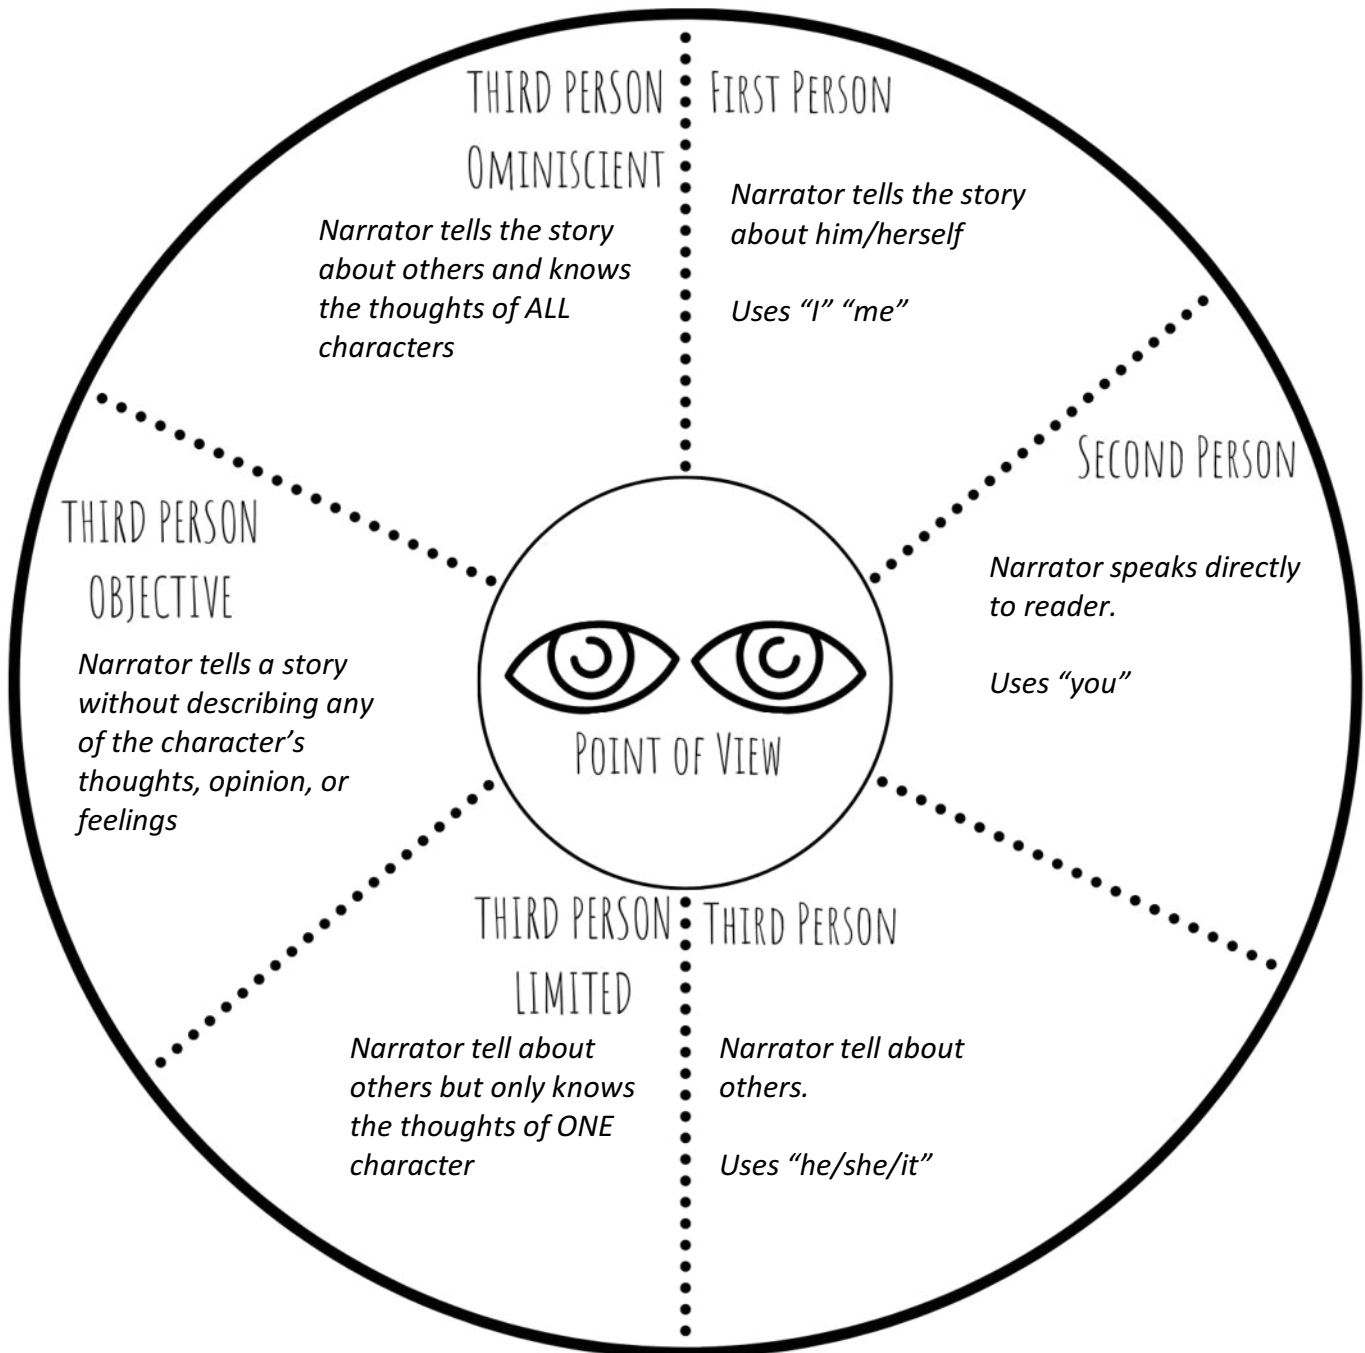 THIRD PERSON
OMINISCIENT
Narrator tells the story
about others and knows
the thoughts of ALL
characters
FIRST PERSON
Narrator tells the story
about him/herself
Uses “I” “me”
SECOND PERSON
Narrator speaks directly
to reader.
Uses “you”
THIRD PERSON
OBJECTIVE
Narrator tells a story
without describing any
of the character’s
thoughts, opinion, or
feelings
POINT OF VIEW
THIRD PERSON
LIMITED
Narrator tell about
others but only knows
the thoughts of ONE
character
THIRD PERSON
Narrator tell about
others.
Uses “he/she/it”